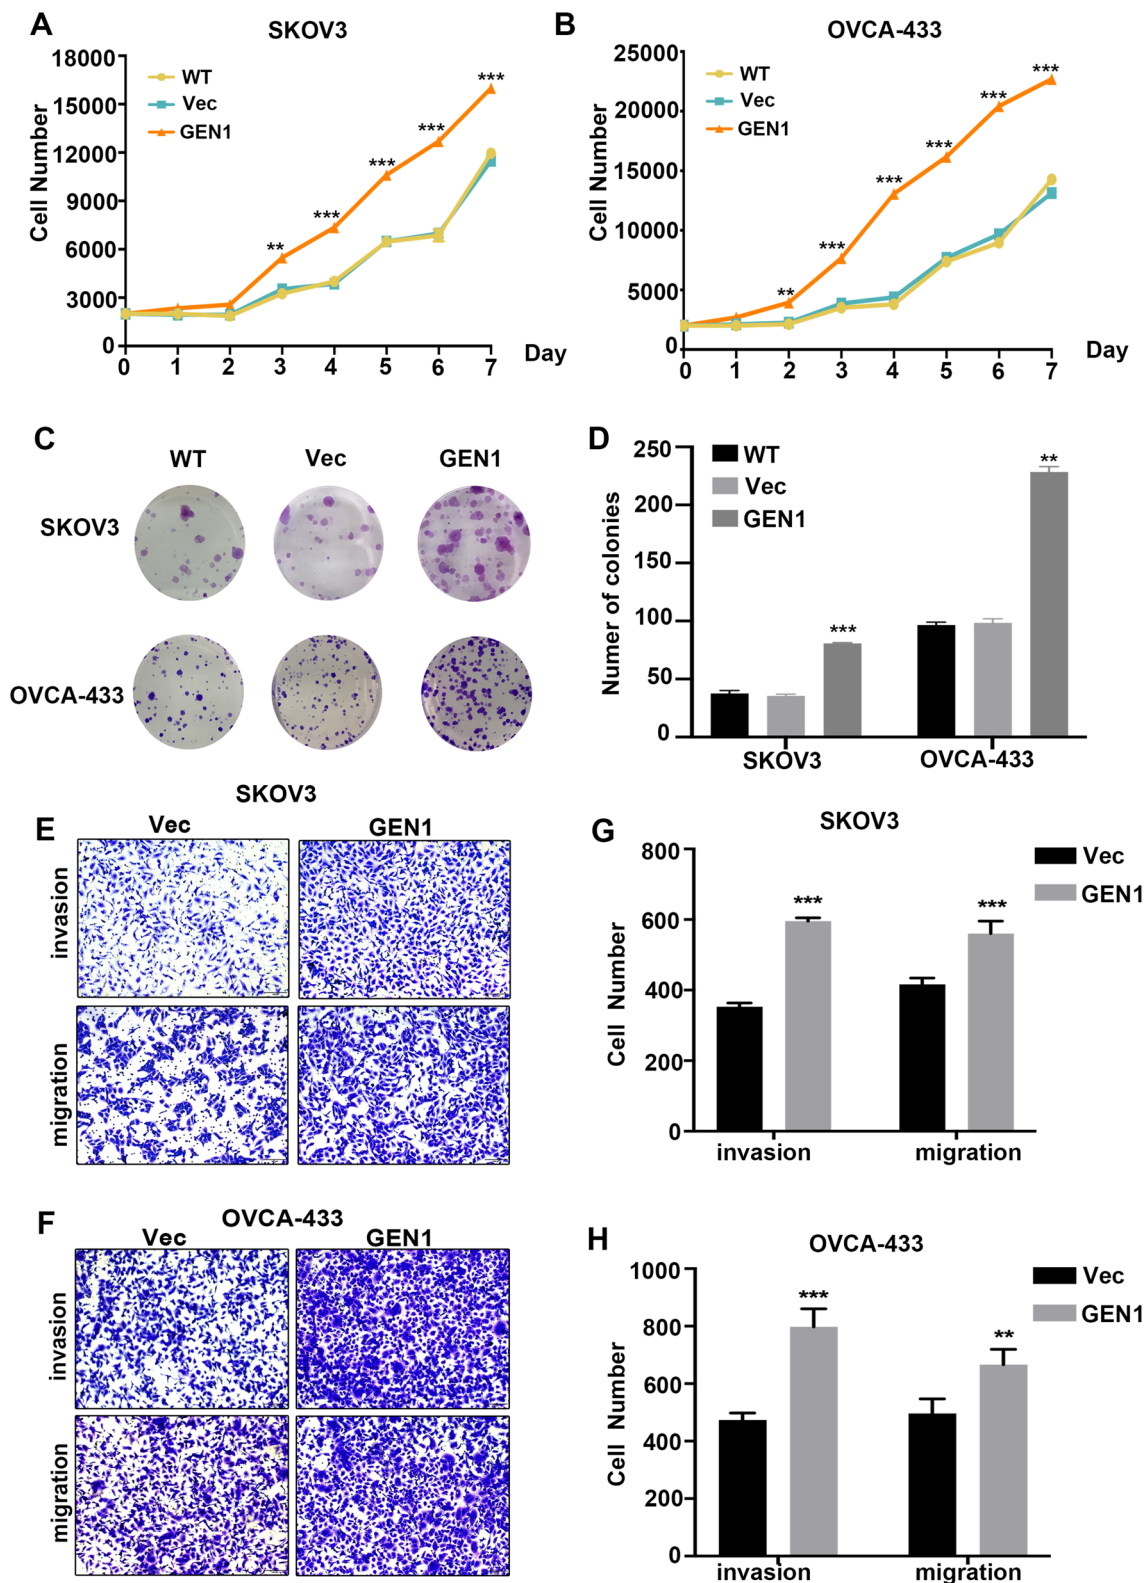 A
SKOV3
Cell Number
18000
15000
12000
9000
6000
3000
0
WT
Vec
GEN1
**
***
***
***
***
0 1 2 3 4 5 6 7
Day
B
OVCA-433
Cell Number
25000
20000
15000
10000
5000
0
WT
Vec
GEN1
**
***
***
***
***
***
0 1 2 3 4 5 6 7
Day
C
WT Vec GEN1
SKOV3
OVCA-433
D
Numer of colonies
250
200
150
100
50
0
WT
Vec
GEN1
***
**
SKOV3 OVCA-433
SKOV3
E
Vec GEN1
invasion
migration
G
SKOV3
Cell Number
800
600
400
200
0
Vec
GEN1
***
***
invasion migration
F
OVCA-433
Vec GEN1
invasion
migration
H
OVCA-433
Cell Number
1000
800
600
400
200
0
Vec
GEN1
***
**
invasion migration